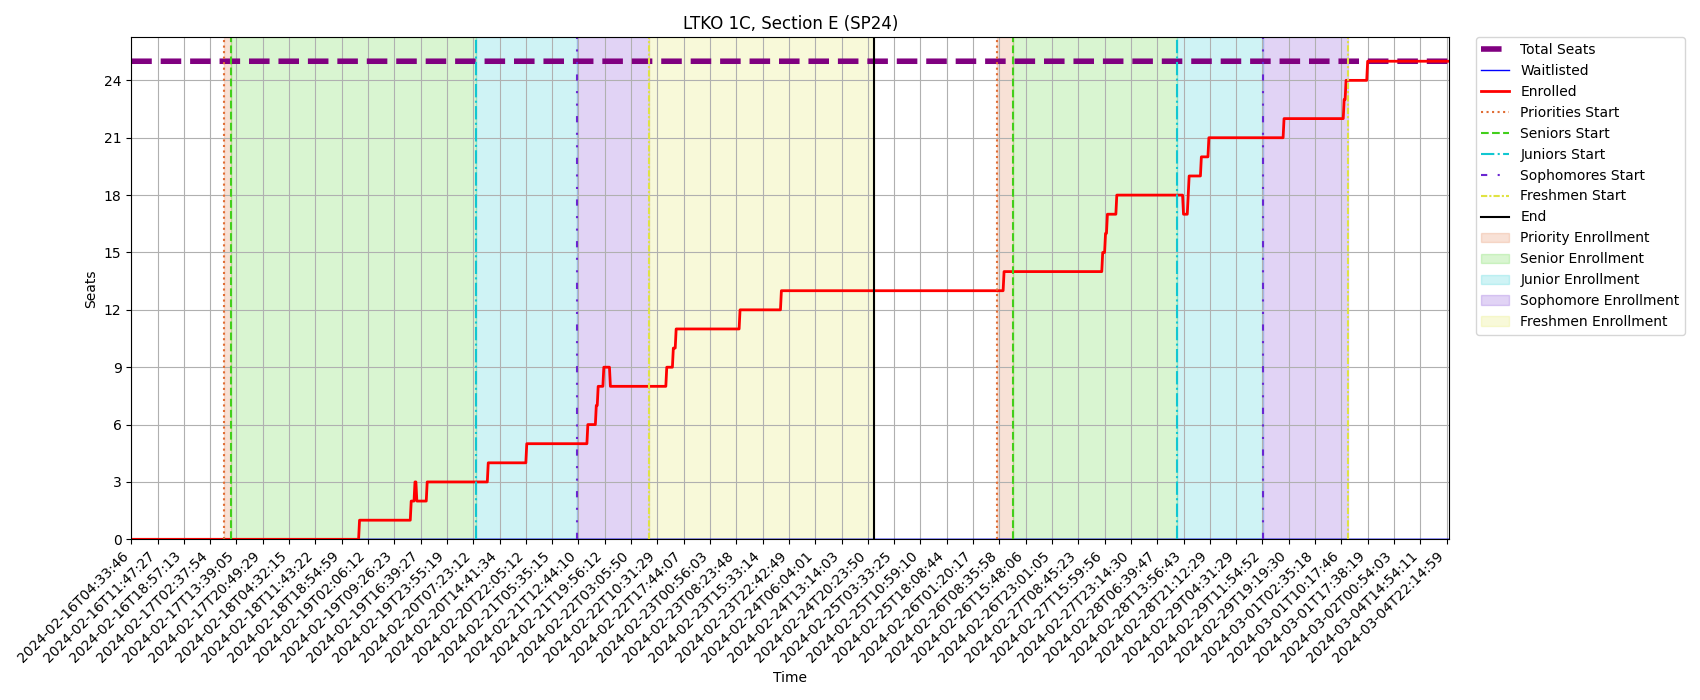 LTKO 1C, Section E (SP24)
Total Seats
Waitlisted
Enrolled
Priorities Start
Seniors Start
Juniors Start
Sophomores Start
Freshmen Start
End
Priority Enrollment
Senior Enrollment
Junior Enrollment
Sophomore Enrollment
Freshmen Enrollment
Seats
24
21
18
15
12
9
6
3
0
2024-02-16T04:33:46
2024-02-16T11:47:27
2024-02-16T18:57:13
2024-02-17T02:37:54
2024-02-17T13:39:05
2024-02-17T20:49:29
2024-02-18T04:32:15
2024-02-18T11:43:22
2024-02-18T18:54:59
2024-02-19T02:06:12
2024-02-19T09:26:23
2024-02-19T16:39:27
2024-02-19T23:55:19
2024-02-20T07:23:12
2024-02-20T14:41:34
2024-02-20T22:05:12
2024-02-21T05:35:15
2024-02-21T12:44:10
2024-02-21T19:56:12
2024-02-22T03:05:50
2024-02-22T10:31:29
2024-02-22T17:44:07
2024-02-23T00:56:03
2024-02-23T08:23:48
2024-02-23T15:33:14
2024-02-23T22:42:49
2024-02-24T06:04:01
2024-02-24T13:14:03
2024-02-24T20:23:50
2024-02-25T03:33:25
2024-02-25T10:59:10
2024-02-25T18:08:44
2024-02-26T01:20:17
2024-02-26T08:35:58
2024-02-26T15:48:06
2024-02-26T23:01:05
2024-02-27T08:45:23
2024-02-27T15:59:56
2024-02-27T23:14:30
2024-02-28T06:39:47
2024-02-28T13:56:43
2024-02-28T21:12:29
2024-02-29T04:31:29
2024-02-29T11:54:52
2024-02-29T19:19:30
2024-03-01T02:35:18
2024-03-01T10:17:46
2024-03-01T17:38:19
2024-03-02T00:54:03
2024-03-04T14:54:11
2024-03-04T22:14:59
Time